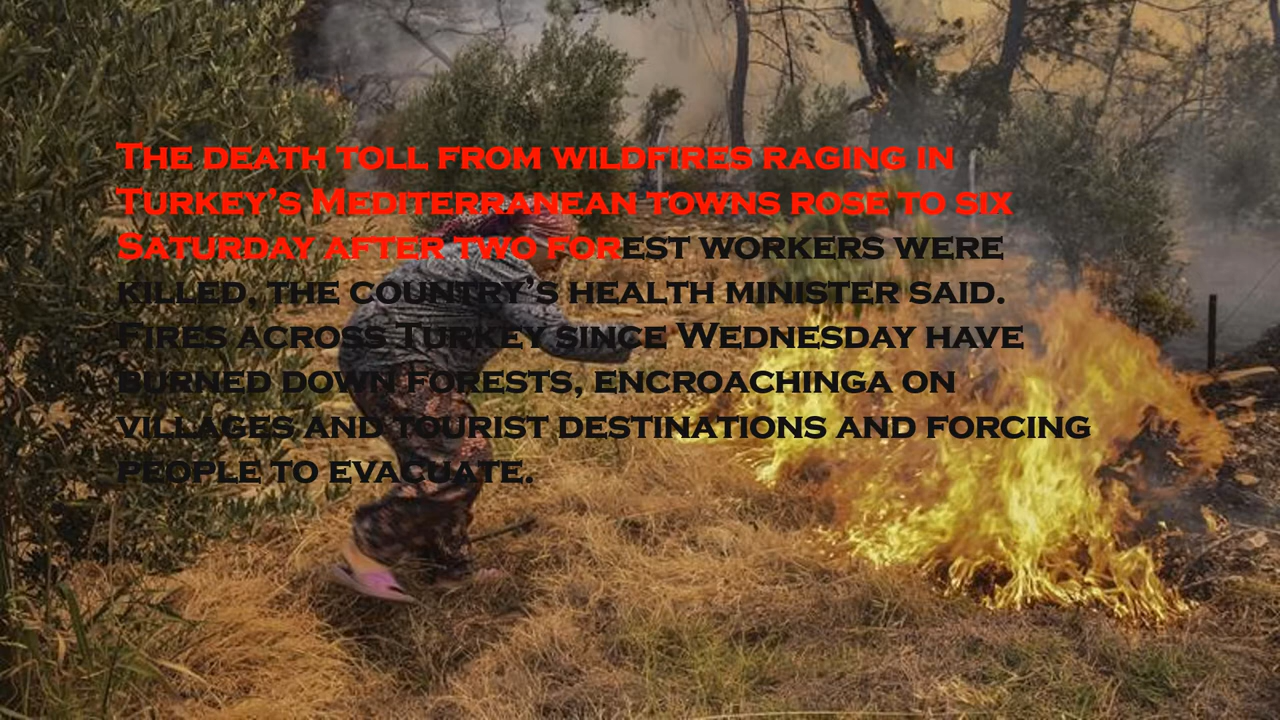 The death toll from wildfires raging in
Turkey's Mediterranean towns rose to six
Saturday after two forest workers were
killed, the country's health minister said.
Fires across Turkey since Wednesday have
burned down forests, encroachinga on
villages and tourist destinations and forcing
people to evacuate.